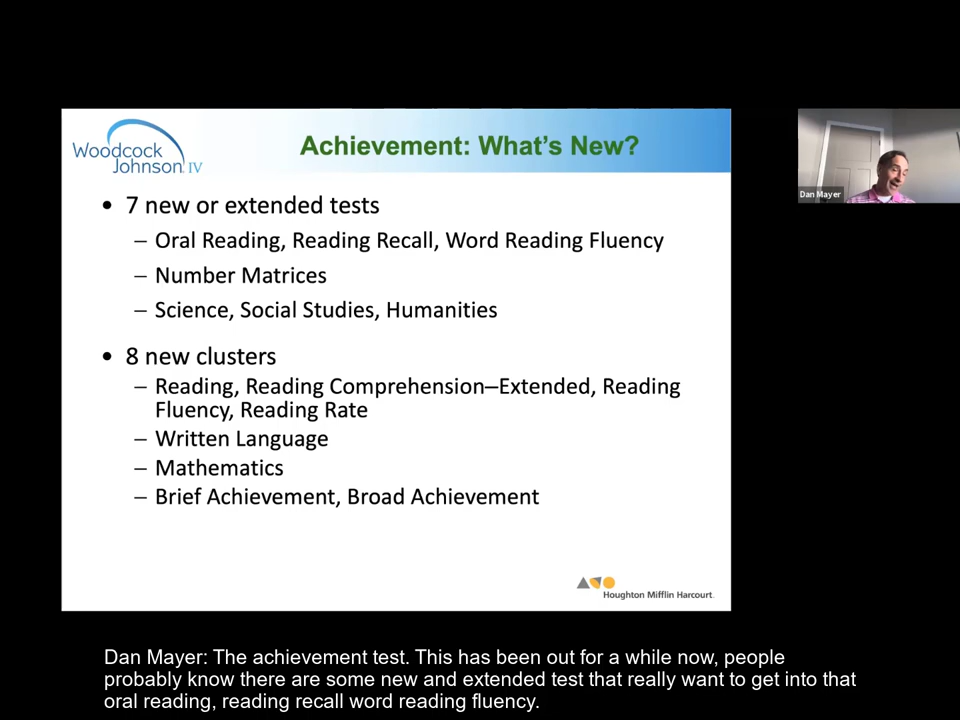 Woodcock
Johnson IV
Achievement: What's New?
• 7 new or extended tests
– Oral Reading, Reading Recall, Word Reading Fluency
– Number Matrices
– Science, Social Studies, Humanities
• 8 new clusters
– Reading, Reading Comprehension–Extended, Reading
Fluency, Reading Rate
– Written Language
– Mathematics
– Brief Achievement, Broad Achievement
Houghton Mifflin Harcourt
Dan Mayer
Dan Mayer: The achievement test. This has been out for a while now, people
probably know there are some new and extended test that really want to get into that
oral reading, reading recall word reading fluency.